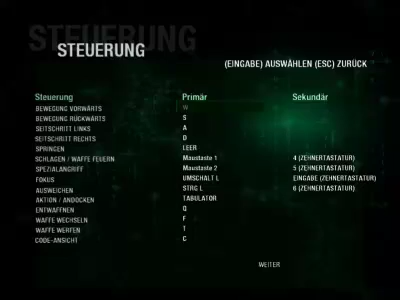 STEUERUNG
STEUERUNG
(EINGABE) AUSWÄHLEN (ESC) ZURÜCK
Steuerung Primär Sekundär
BEWEGUNG VORWÄRTS W
BEWEGUNG RÜCKWÄRTS S
SEITSCHRITT LINKS A
SEITSCHRITT RECHTS D
SPRINGEN LEER
SCHLAGEN / WAFFE FEUERN Maustaste 1 4 (ZEHNERTASTATUR)
SPEZIALANGRIFF Maustaste 2 5 (ZEHNERTASTATUR)
FOKUS UMSCHALT L EINGABE (ZEHNERTASTATUR)
AUSWEICHEN STRG L 6 (ZEHNERTASTATUR)
AKTION / ANDOCKEN TABULATOR
ENTWAFFNEN Q
WAFFE WECHSELN F
WAFFE WERFEN T
CODE-ANSICHT C
WEITER